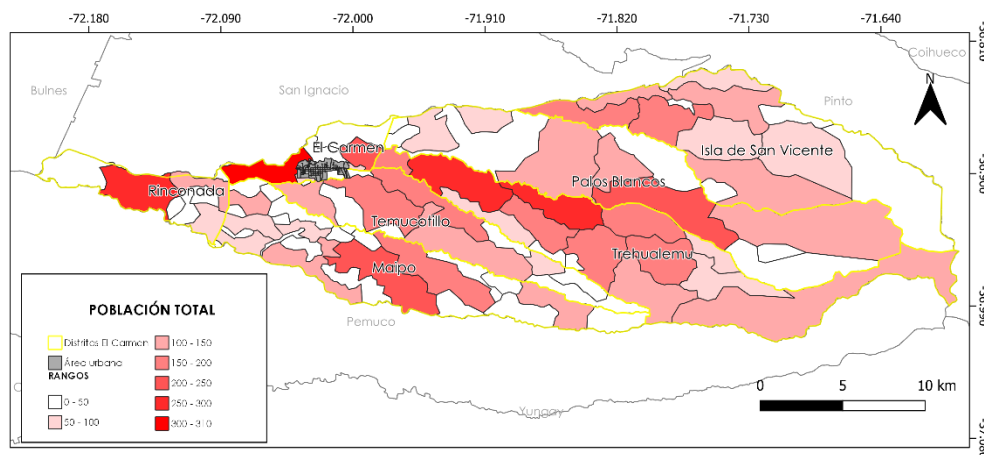 -72.180 -72.090 -72.000 -71.910 -71.820 -71.730 -71.640
Coihueco
Bulnes
San Ignacio
Pinto
N
El Carmen
Isla de San Vicente
Rinconada
Palos Blancos
Temucotillo
Trehualemu
Maipo
POBLACIÓN TOTAL
Distritos El Carmen
Área urbana
RANGOS
0 - 50
50 - 100
100 - 150
150 - 200
200 - 250
250 - 300
300 - 310
Pemuco
Yungay
0 5 10 km